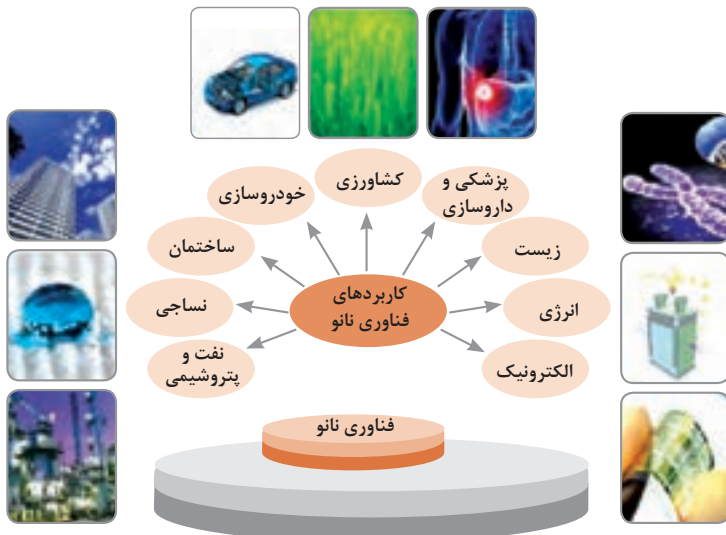 کشاورزی
پزشکی و
داروسازی
خودروسازی
زیست
ساختمان
انرژی
نساجی
کاربردهای
فناوری نانو
الکترونیک
نفت و
پتروشیمی
فناوری نانو